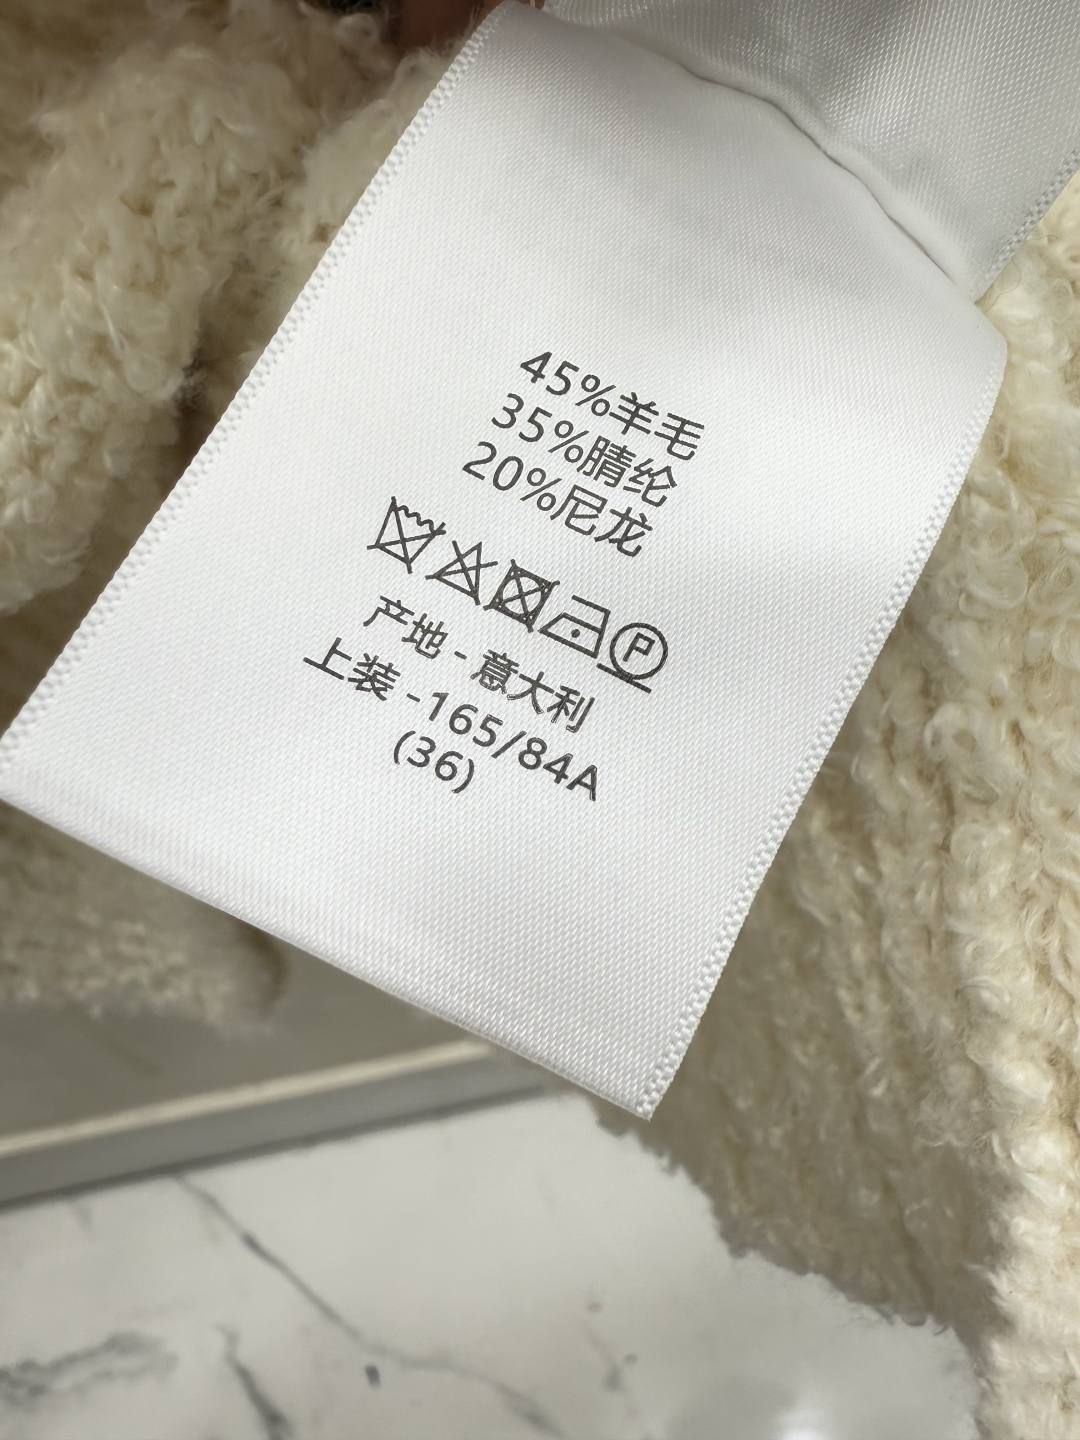 45%羊毛
35%腈纶
20%尼龙
P
产地 - 意大利
上装 -165/84A
(36)